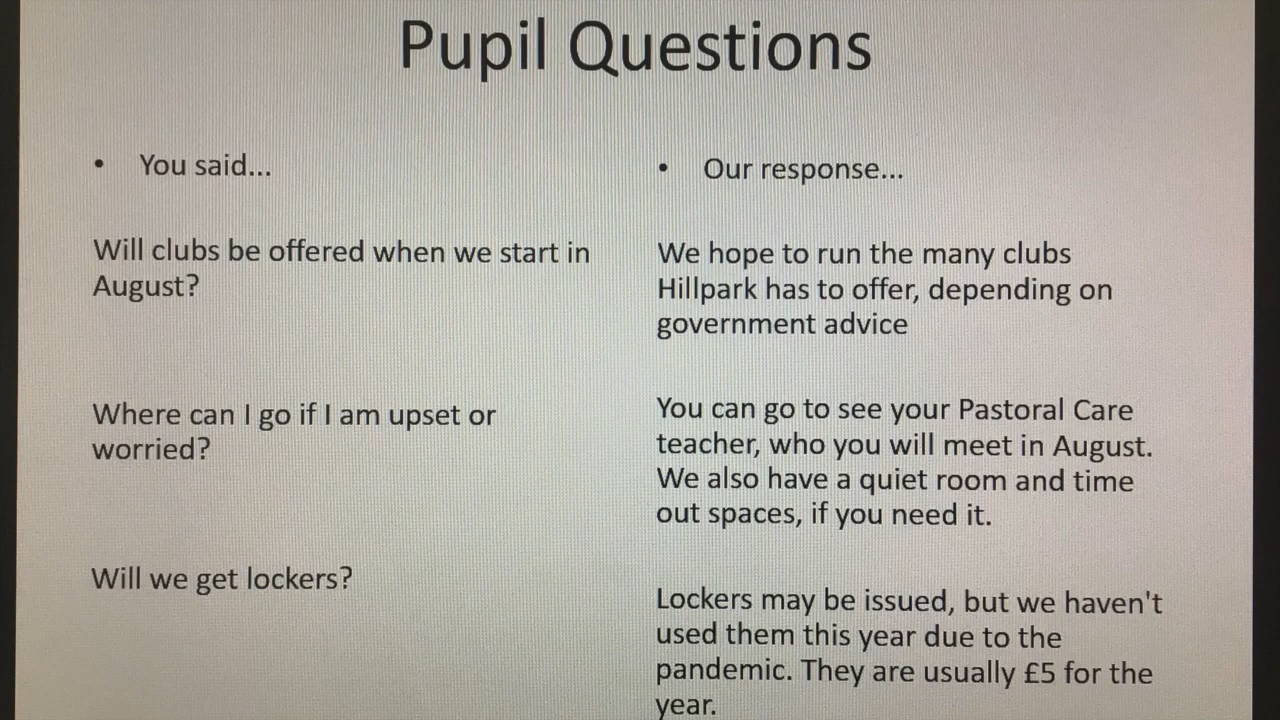 Pupil Questions
• You said...
Will clubs be offered when we start in
August?
Where can I go if I am upset or
worried?
Will we get lockers?
• Our response...
We hope to run the many clubs
Hillpark has to offer, depending on
government advice
You can go to see your Pastoral Care
teacher, who you will meet in August.
We also have a quiet room and time
out spaces, if you need it.
Lockers may be issued, but we haven't
used them this year due to the
pandemic. They are usually £5 for the
year.